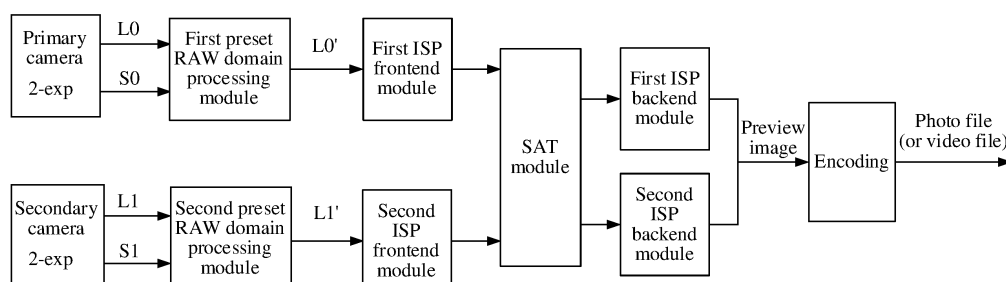 Primary
camera
2-exp
L0
S0
First preset
RAW domain
processing
module
L0'
First ISP
frontend
module
SAT
module
First ISP
backend
module
Preview
image
Encoding
Photo file
(or video file)
Secondary
camera
2-exp
L1
S1
Second preset
RAW domain
processing
module
L1'
Second
ISP
frontend
module
Second
ISP
backend
module